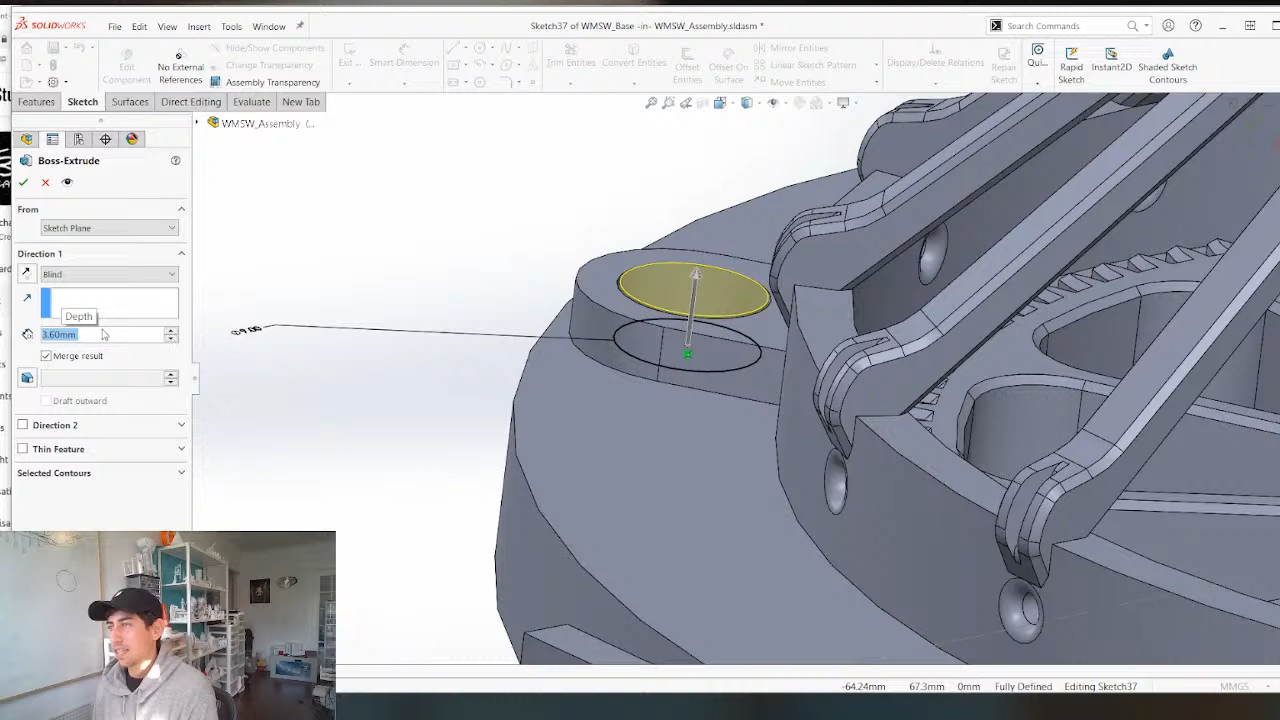 SOLIDWORKS
File
Edit
View
Insert
Tools
Window
Sketch37 of WMSW_Base -in- WMSW_Assembly.sldasm *
Search Commands
Edit Component
No External References
Hide/Show Components
Change Transparency
Assembly Transparency
Exit ...
Smart Dimension
Trim Entities
Convert Entities
Offset Entities
Offset On Surface
Mirror Entities
Linear Sketch Pattern
Move Entities
Display/Delete Relations
Repair Sketch
Qui...
Rapid Sketch
Instant2D
Shaded Sketch Contours
Features
Sketch
Surfaces
Direct Editing
Evaluate
New Tab
WMSW_Assembly (...
Boss-Extrude
From
Sketch Plane
Direction 1
Blind
Depth
3.60mm
Merge result
Draft outward
Direction 2
Thin Feature
Selected Contours
Ø9.00
-64.24mm
67.3mm
0mm
Fully Defined
Editing Sketch37
MMGS